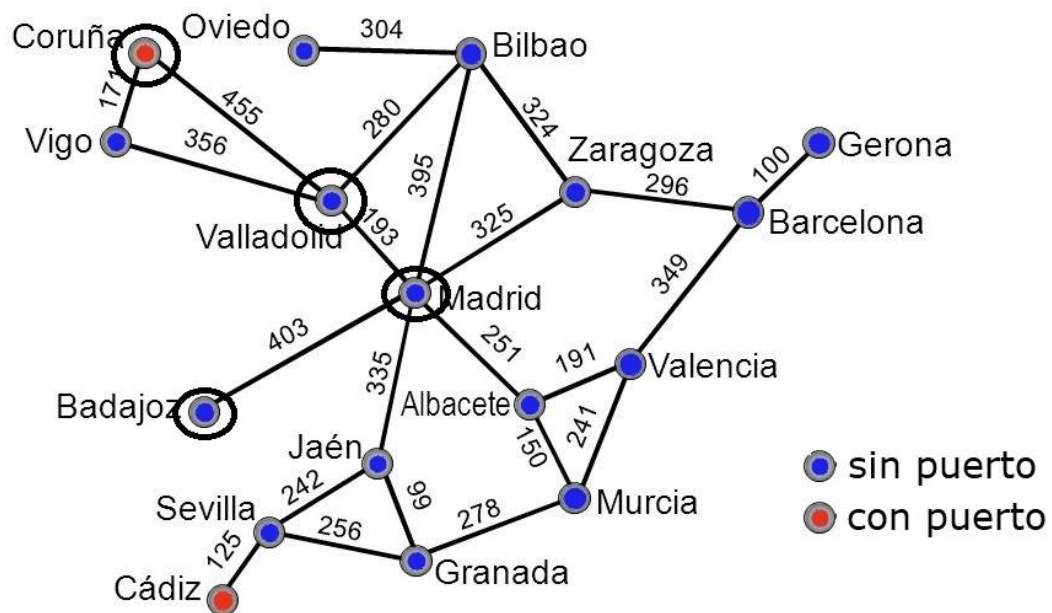 Oviedo
304
Coruña
Bilbao
171
455
280
324
Vigo
356
395
Zaragoza
100
Gerona
296
Valladolid
193
325
Barcelona
349
Madrid
403
251
191
Valencia
335
Badajoz
Albacete
150
241
Jaén
sin puerto
242
99
Sevilla
278
Murcia
con puerto
256
125
Granada
Cádiz